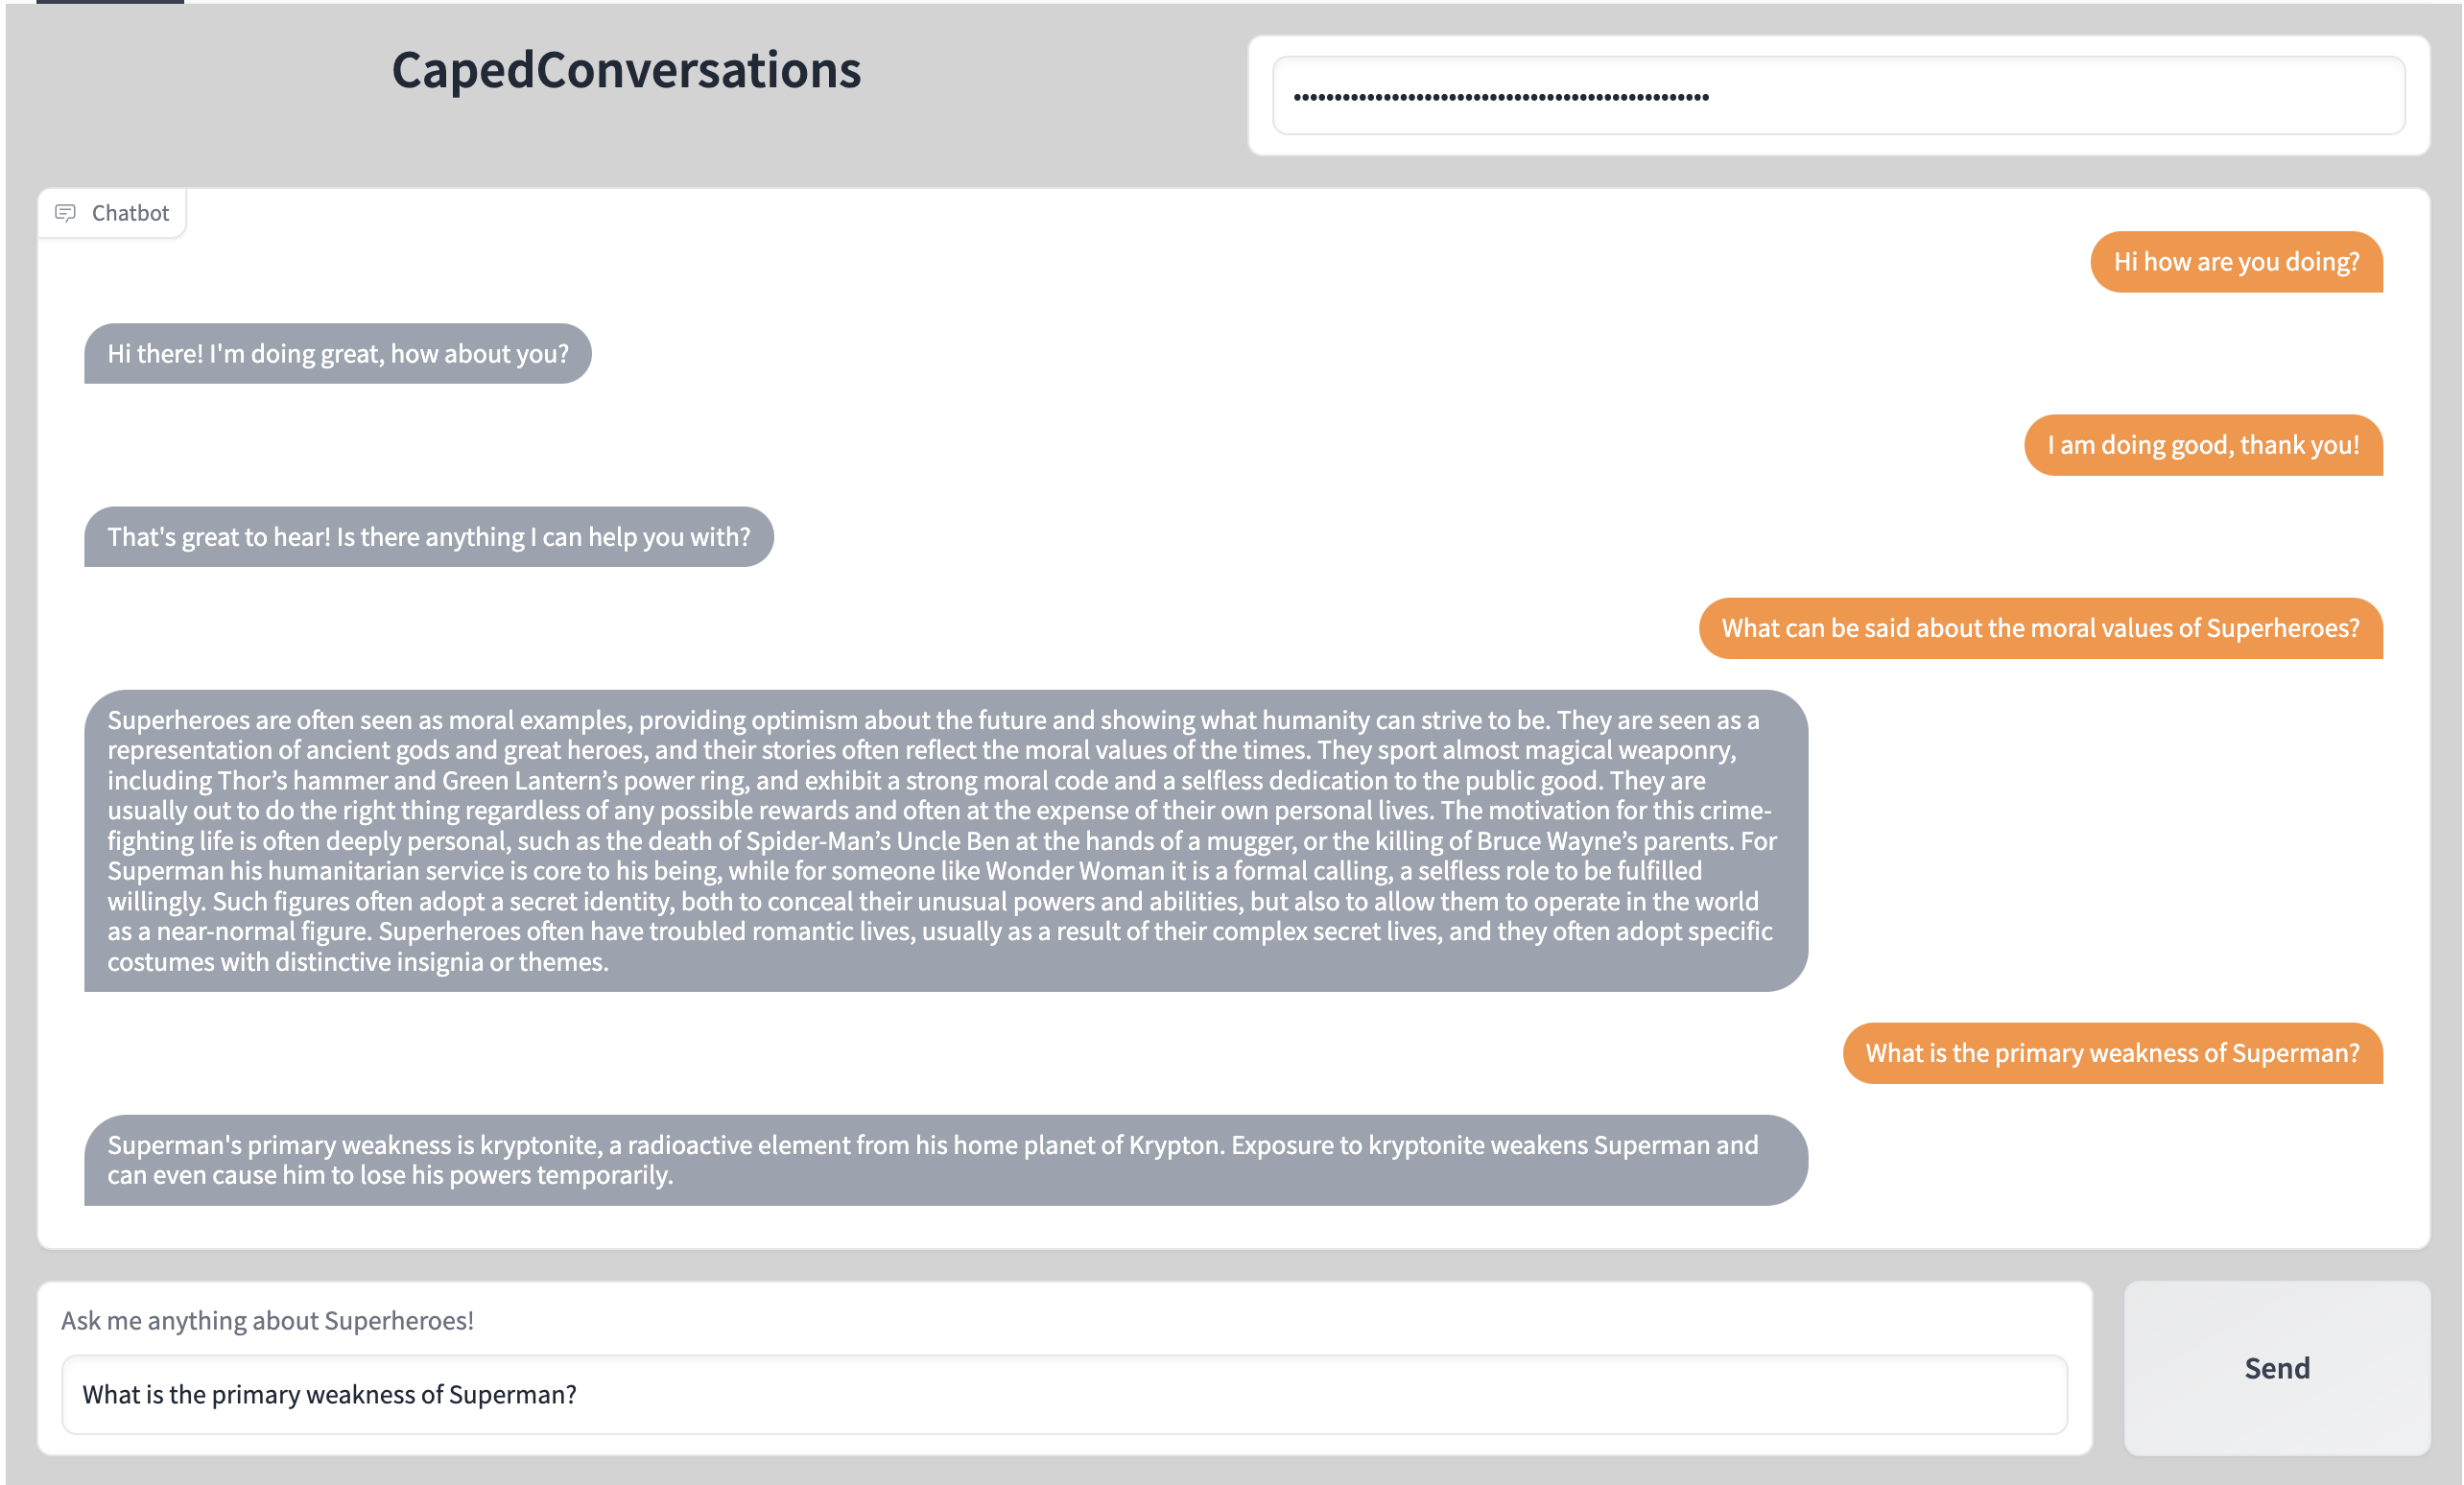 CapedConversations
Chatbot
Hi how are you doing?
Hi there! I'm doing great, how about you?
I am doing good, thank you!
That's great to hear! Is there anything I can help you with?
What can be said about the moral values of Superheroes?
Superheroes are often seen as moral examples, providing optimism about the future and showing what humanity can strive to be. They are seen as a
representation of ancient gods and great heroes, and their stories often reflect the moral values of the times. They sport almost magical weaponry,
including Thor’s hammer and Green Lantern’s power ring, and exhibit a strong moral code and a selfless dedication to the public good. They are
usually out to do the right thing regardless of any possible rewards and often at the expense of their own personal lives. The motivation for this crime-
fighting life is often deeply personal, such as the death of Spider-Man’s Uncle Ben at the hands of a mugger, or the killing of Bruce Wayne’s parents. For
Superman his humanitarian service is core to his being, while for someone like Wonder Woman it is a formal calling, a selfless role to be fulfilled
willingly. Such figures often adopt a secret identity, both to conceal their unusual powers and abilities, but also to allow them to operate in the world
as a near-normal figure. Superheroes often have troubled romantic lives, usually as a result of their complex secret lives, and they often adopt specific
costumes with distinctive insignia or themes.
What is the primary weakness of Superman?
Superman's primary weakness is kryptonite, a radioactive element from his home planet of Krypton. Exposure to kryptonite weakens Superman and
can even cause him to lose his powers temporarily.
Ask me anything about Superheroes!
What is the primary weakness of Superman?
Send